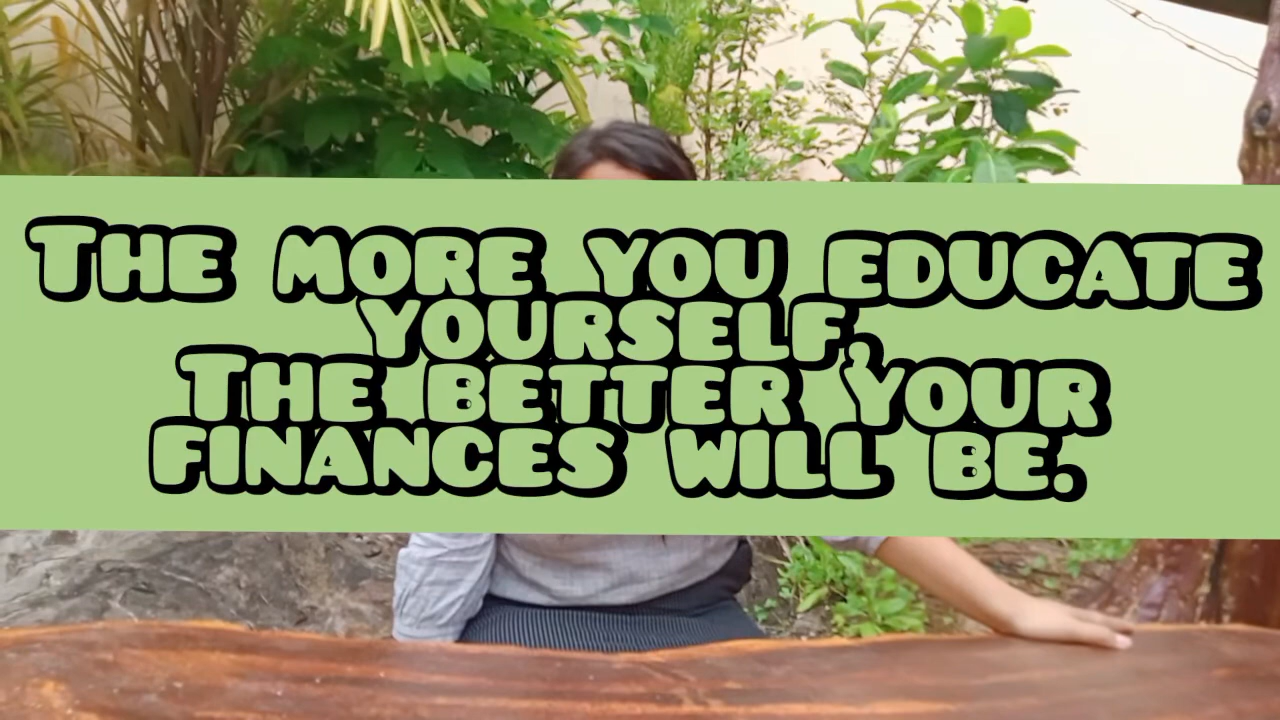 The more you educate
yourself,
The better your
finances will be.